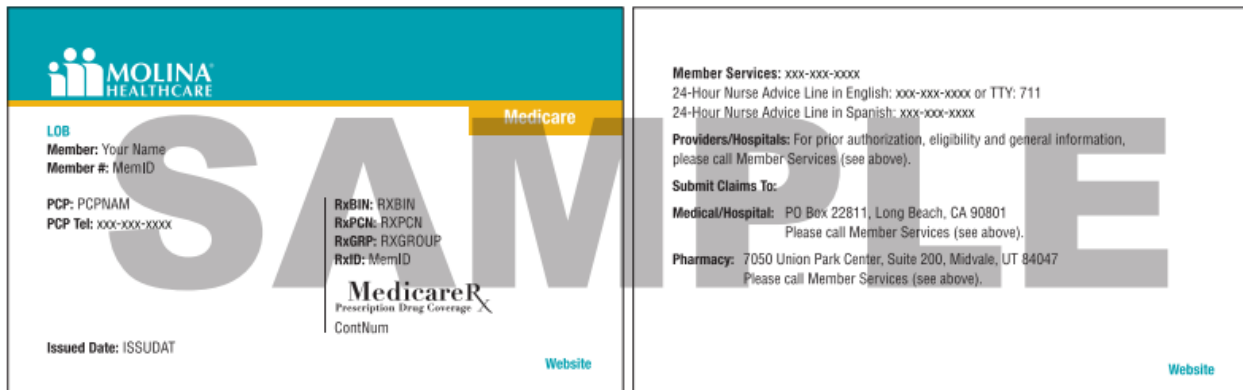 MOLINA®
HEALTHCARE
Medicare
LOB
Member: Your Name
Member #: MemID
PCP: PCPNAM
PCP Tel: xxx-xxx-xxxx
RxBIN: RXBIN
RxPCN: RXPCN
RxGRP: RXGROUP
RxID: MemID
MedicareRx
Prescription Drug Coverage
ContNum
Issued Date: ISSUDAT
Website
Member Services: xxx-xxx-xxxx
24-Hour Nurse Advice Line in English: xxx-xxx-xxxx or TTY: 711
24-Hour Nurse Advice Line in Spanish: xxx-xxx-xxxx
Providers/Hospitals: For prior authorization, eligibility and general information,
please call Member Services (see above).
Submit Claims To:
Medical/Hospital: PO Box 22811, Long Beach, CA 90801
Please call Member Services (see above).
Pharmacy: 7050 Union Park Center, Suite 200, Midvale, UT 84047
Please call Member Services (see above).
Website
SAMPLE